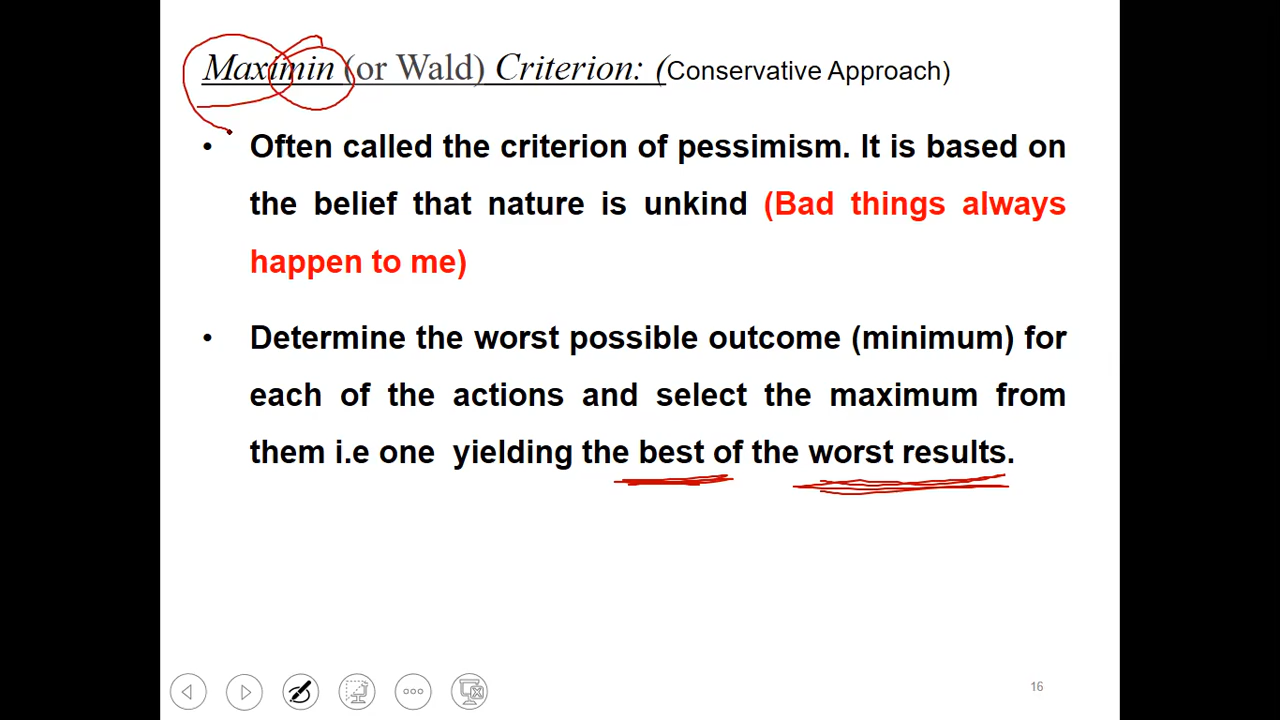 Maximin (or Wald) Criterion: (Conservative Approach)
• Often called the criterion of pessimism. It is based on
the belief that nature is unkind (Bad things always
happen to me)
• Determine the worst possible outcome (minimum) for
each of the actions and select the maximum from
them i.e one yielding the best of the worst results.
16